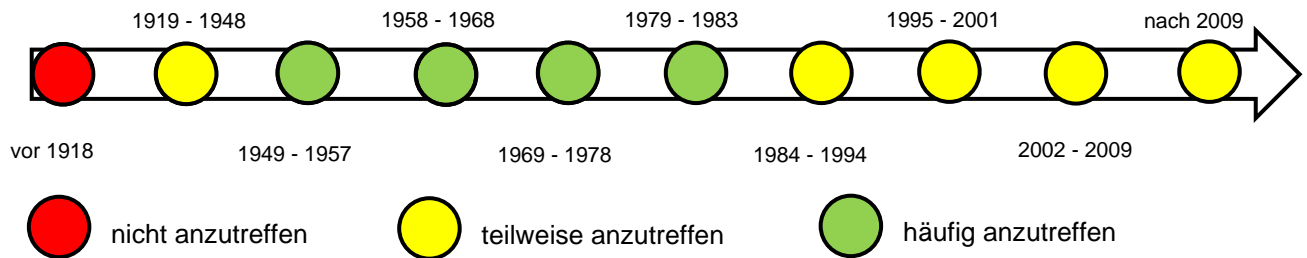 1919 - 1948 1958 - 1968 1979 - 1983 1995 - 2001 nach 2009
vor 1918 1949 - 1957 1969 - 1978 1984 - 1994 2002 - 2009
nicht anzutreffen teilweise anzutreffen häufig anzutreffen